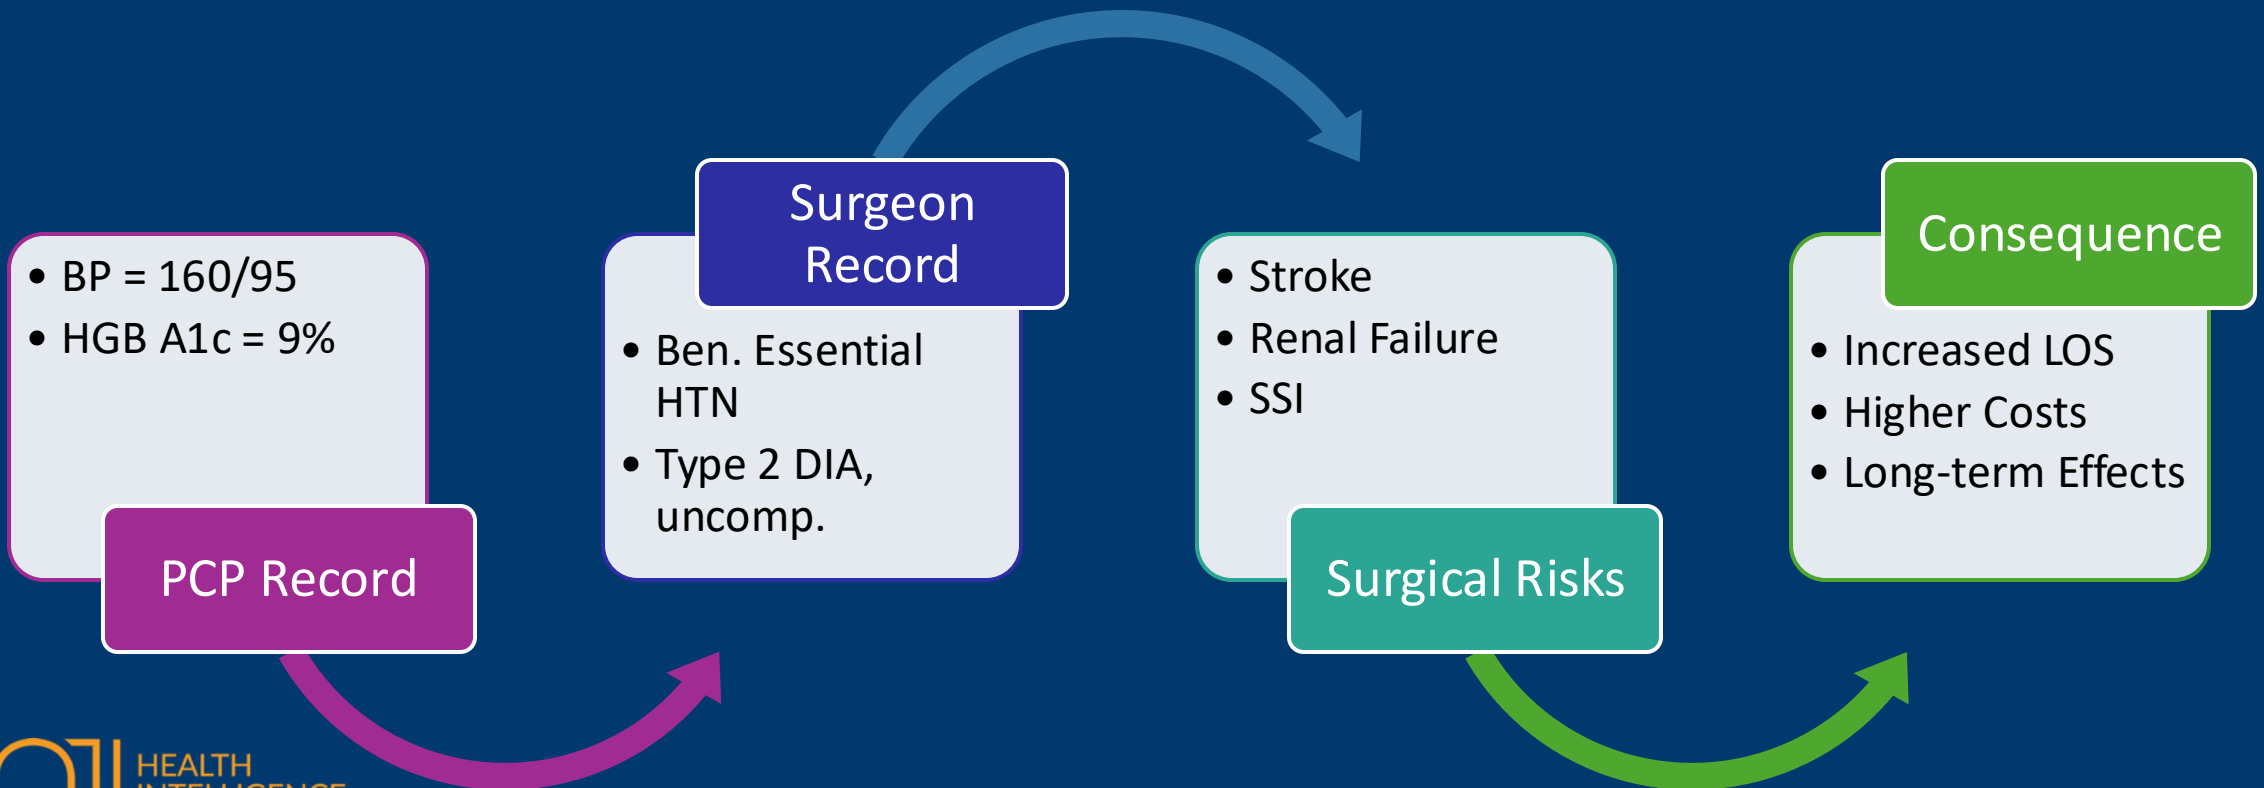 • BP = 160/95
• HGB A1c = 9%
PCP Record
Surgeon
Record
• Ben. Essential
HTN
• Type 2 DIA,
uncomp.
• Stroke
• Renal Failure
• SSI
Surgical Risks
Consequence
• Increased LOS
• Higher Costs
• Long-term Effects
HEALTH